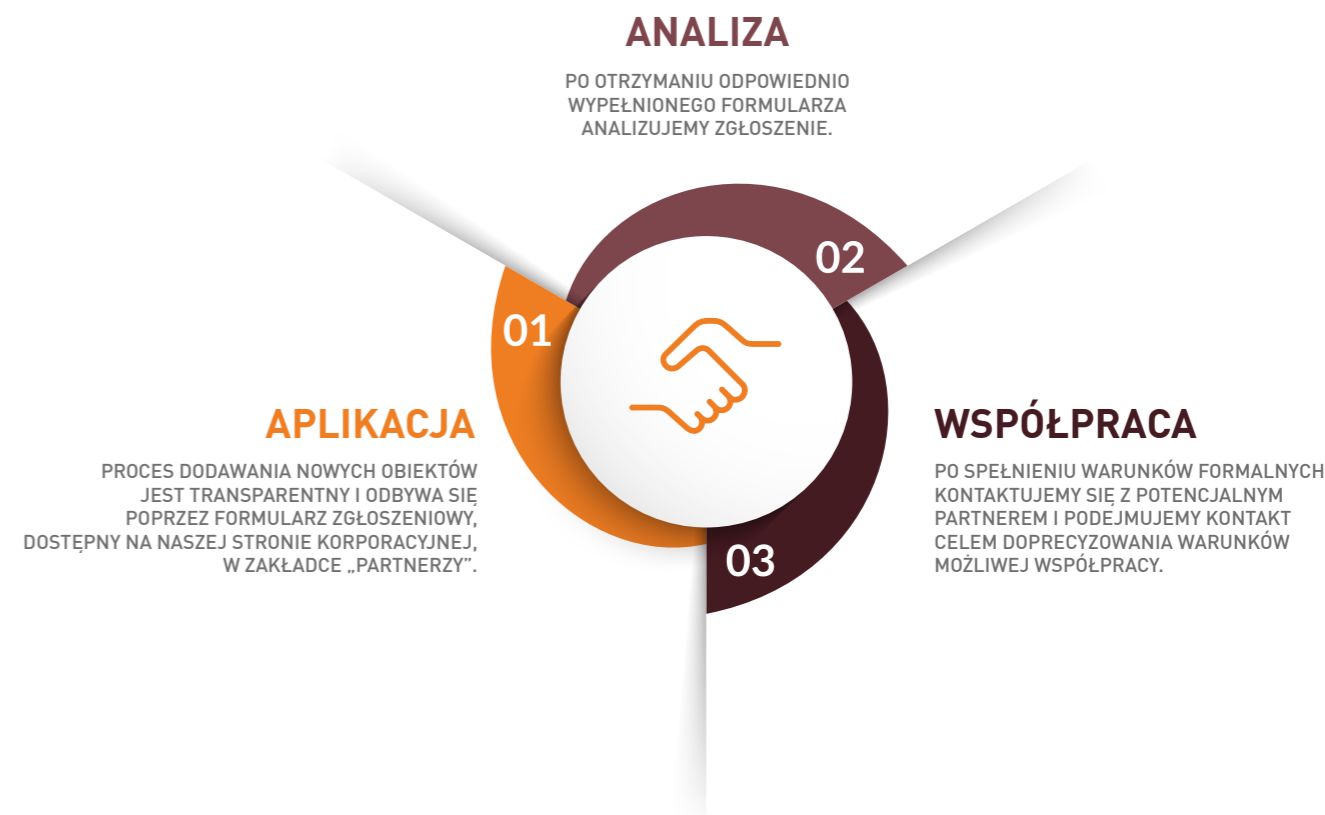 ANALIZA
PO OTRZYMANIU ODPOWIEDNIO
WYPEŁNIONEGO FORMULARZA
ANALIZUJEMY ZGŁOSZENIE.
02
01
03
APLIKACJA
PROCES DODAWANIA NOWYCH OBIEKTÓW
JEST TRANSPARENTNY I ODBYWA SIĘ
POPRZEZ FORMULARZ ZGŁOSZENIOWY,
DOSTĘPNY NA NASZEJ STRONIE KORPORACYJNEJ,
W ZAKŁADCE „PARTNERZY”.
WSPÓŁPRACA
PO SPEŁNIENIU WARUNKÓW FORMALNYCH
KONTAKTUJEMY SIĘ Z POTENCJALNYM
PARTNEREM I PODEJMUJEMY KONTAKT
CELEM DOPRECYZOWANIA WARUNKÓW
MOŻLIWEJ WSPÓŁPRACY.